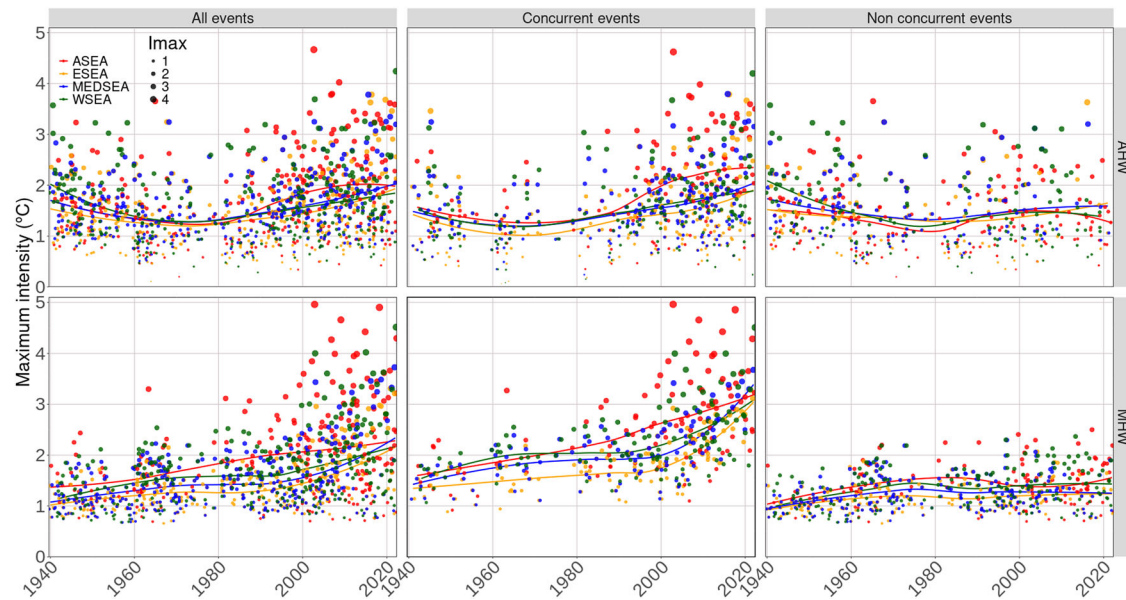 All events
Concurrent events
Non concurrent events
Maximum intensity (°C)
ASEA
ESEA
MEDSEA
WSEA
Imax
1
2
3
4
5
4
3
2
1
0
AHW
5
4
3
2
1
0
MHW
1940
1960
1980
2000
2020
1940
1960
1980
2000
2020
1940
1960
1980
2000
2020